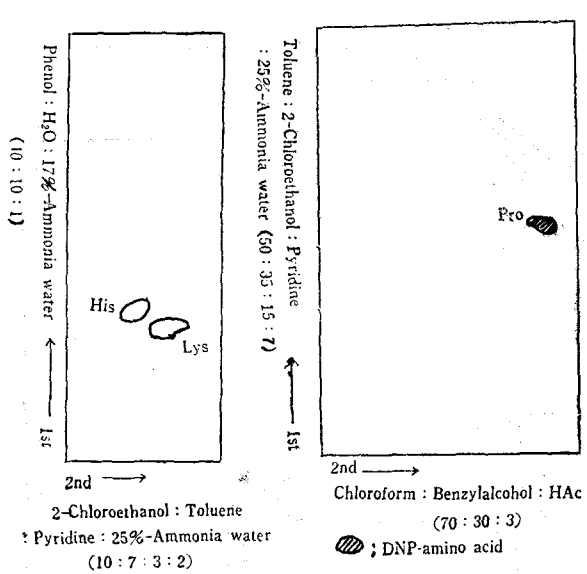 Phenol : H₂O : 17%-Ammonia water
(10 : 10 : 1)
1st
His
Lys
2nd
2-Chloroethanol : Toluene
: Pyridine : 25%-Ammonia water
(10 : 7 : 3 : 2)
Toluene : 2-Chloroethanol : Pyridine
: 25%-Ammonia water (50 : 35 : 15 : 7)
1st
Pro
2nd
Chloroform : Benzylalcohol : HAc
(70 : 30 : 3)
; DNP-amino acid